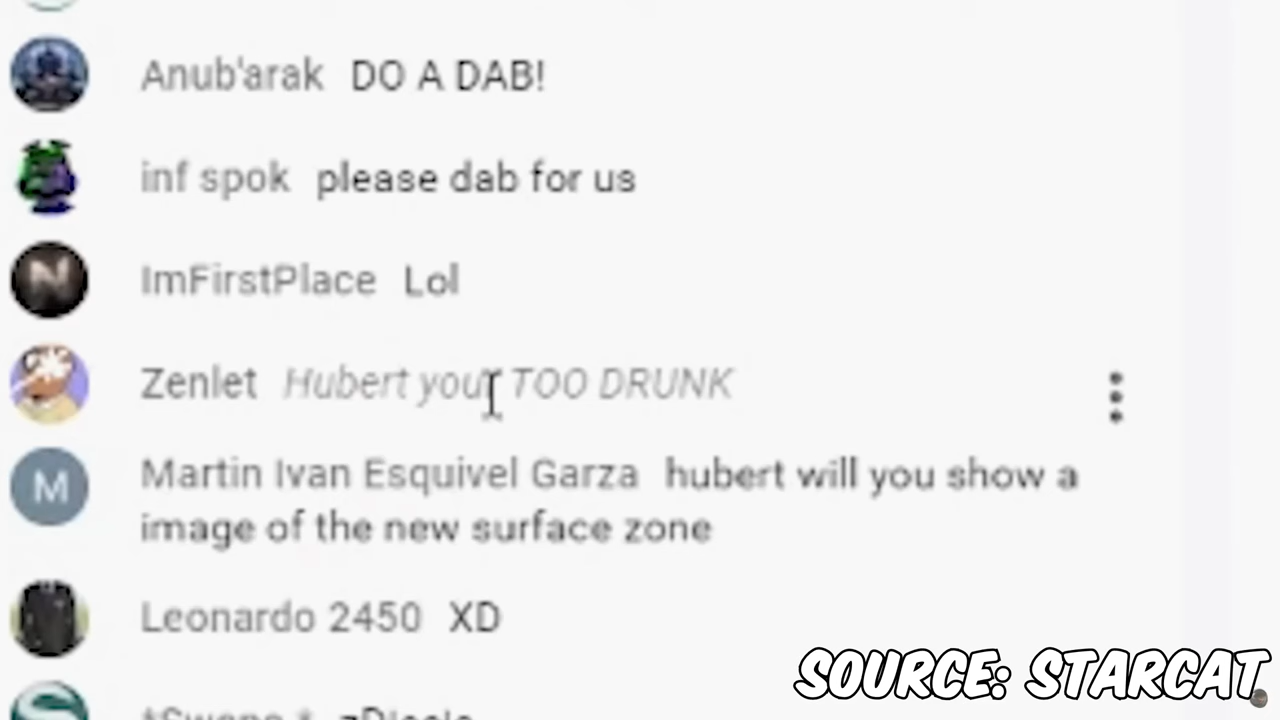 Anub'arak DO A DAB!
inf spok please dab for us
ImFirstPlace Lol
Zenlet Hubert your TOO DRUNK
Martin Ivan Esquivel Garza hubert will you show a
image of the new surface zone
Leonardo 2450 XD
SOURCE: STARCAT